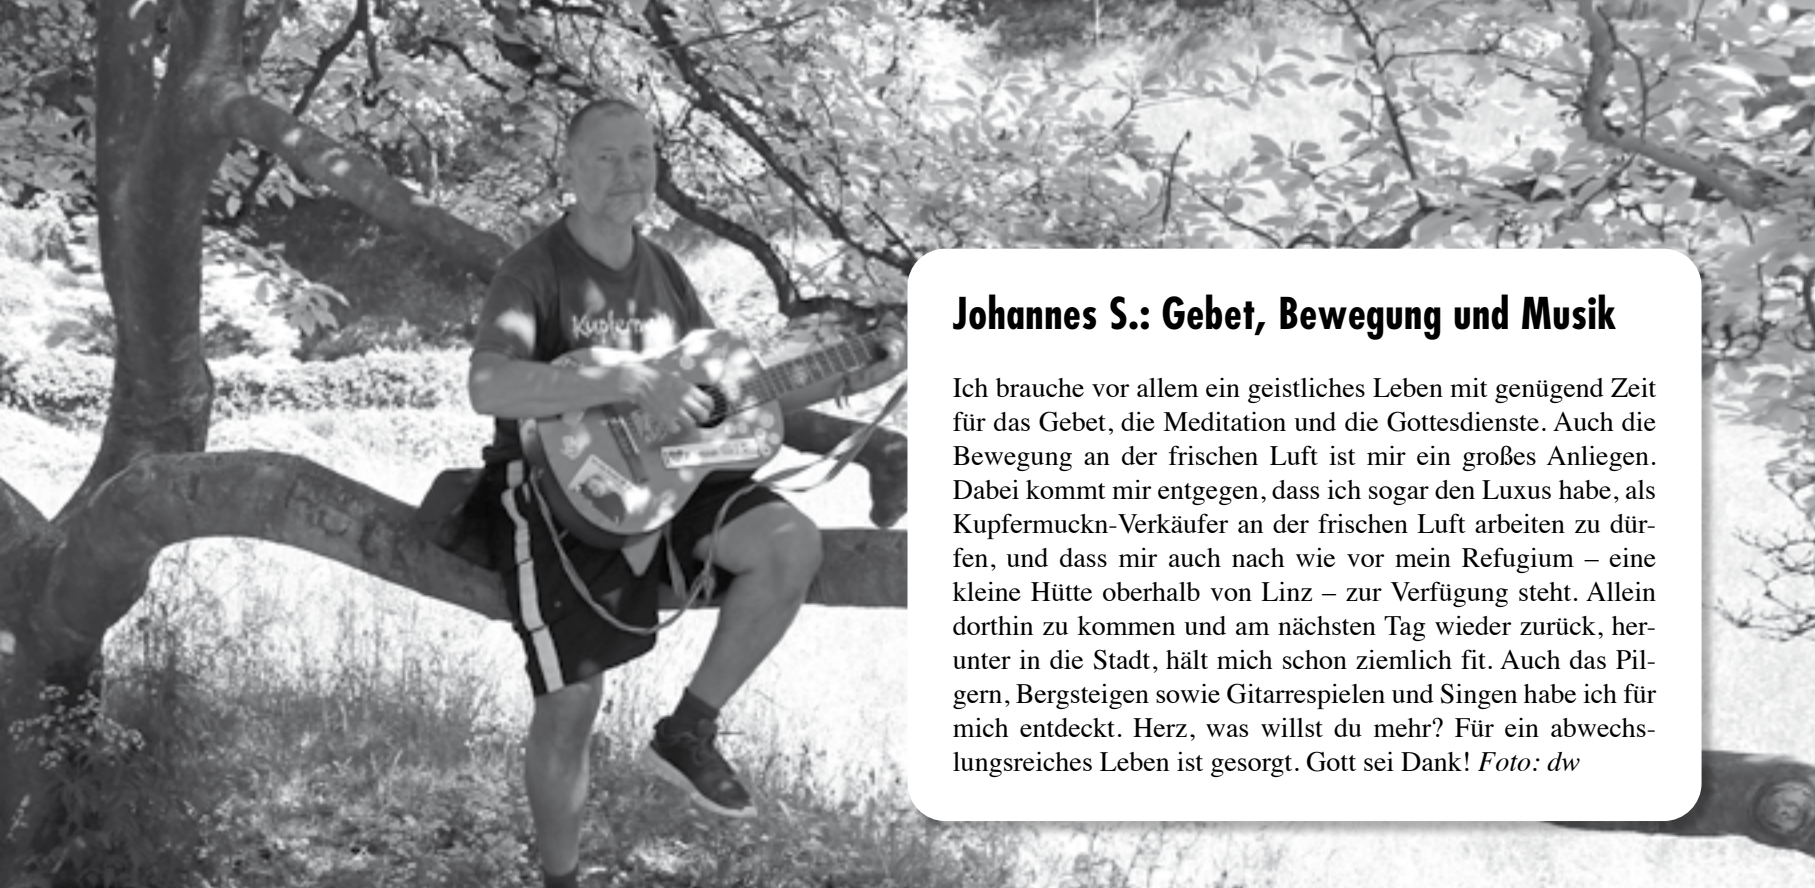 Johannes S.: Gebet, Bewegung und Musik
Ich brauche vor allem ein geistliches Leben mit genügend Zeit
für das Gebet, die Meditation und die Gottesdienste. Auch die
Bewegung an der frischen Luft ist mir ein großes Anliegen.
Dabei kommt mir entgegen, dass ich sogar den Luxus habe, als
Kupfermuckn-Verkäufer an der frischen Luft arbeiten zu dür-
fen, und dass mir auch nach wie vor mein Refugium – eine
kleine Hütte oberhalb von Linz – zur Verfügung steht. Allein
dorthin zu kommen und am nächsten Tag wieder zurück, her-
unter in die Stadt, hält mich schon ziemlich fit. Auch das Pil-
gern, Bergsteigen sowie Gitarrespielen und Singen habe ich für
mich entdeckt. Herz, was willst du mehr? Für ein abwechs-
lungsreiches Leben ist gesorgt. Gott sei Dank! Foto: dw